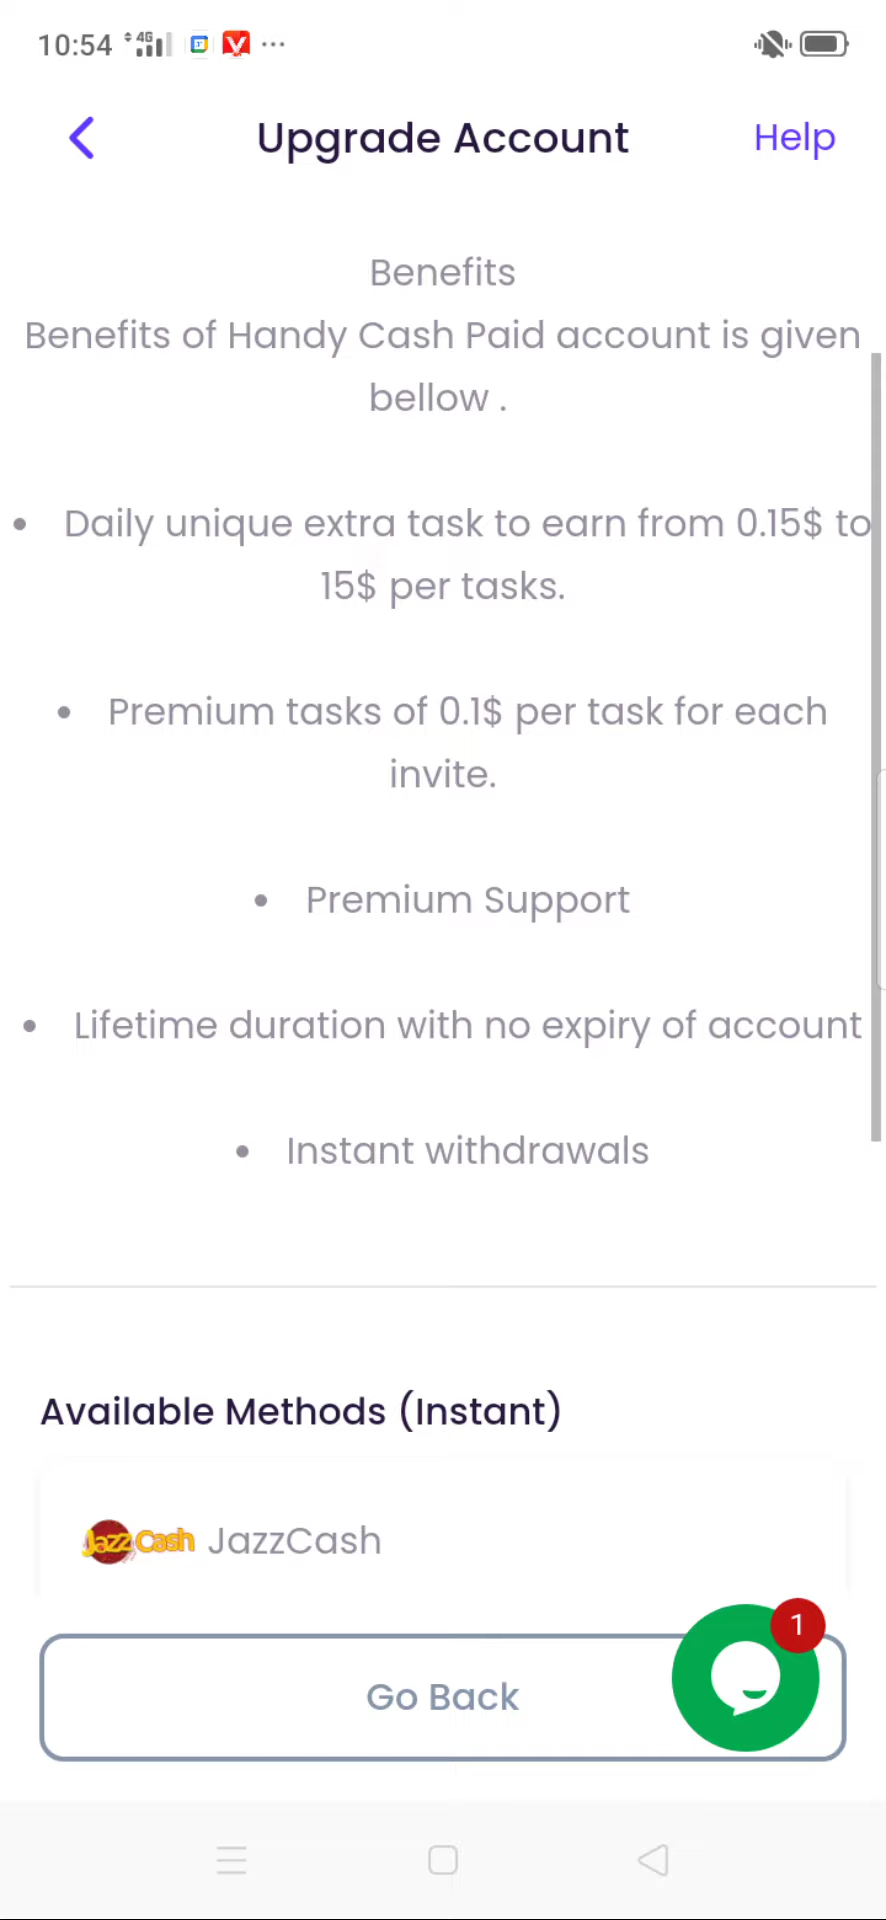 10:54 4G
Upgrade Account
Help
Benefits
Benefits of Handy Cash Paid account is given
bellow .
• Daily unique extra task to earn from 0.15$ to
15$ per tasks.
• Premium tasks of 0.1$ per task for each
invite.
• Premium Support
• Lifetime duration with no expiry of account
• Instant withdrawals
Available Methods (Instant)
JazzCash JazzCash
1
Go Back